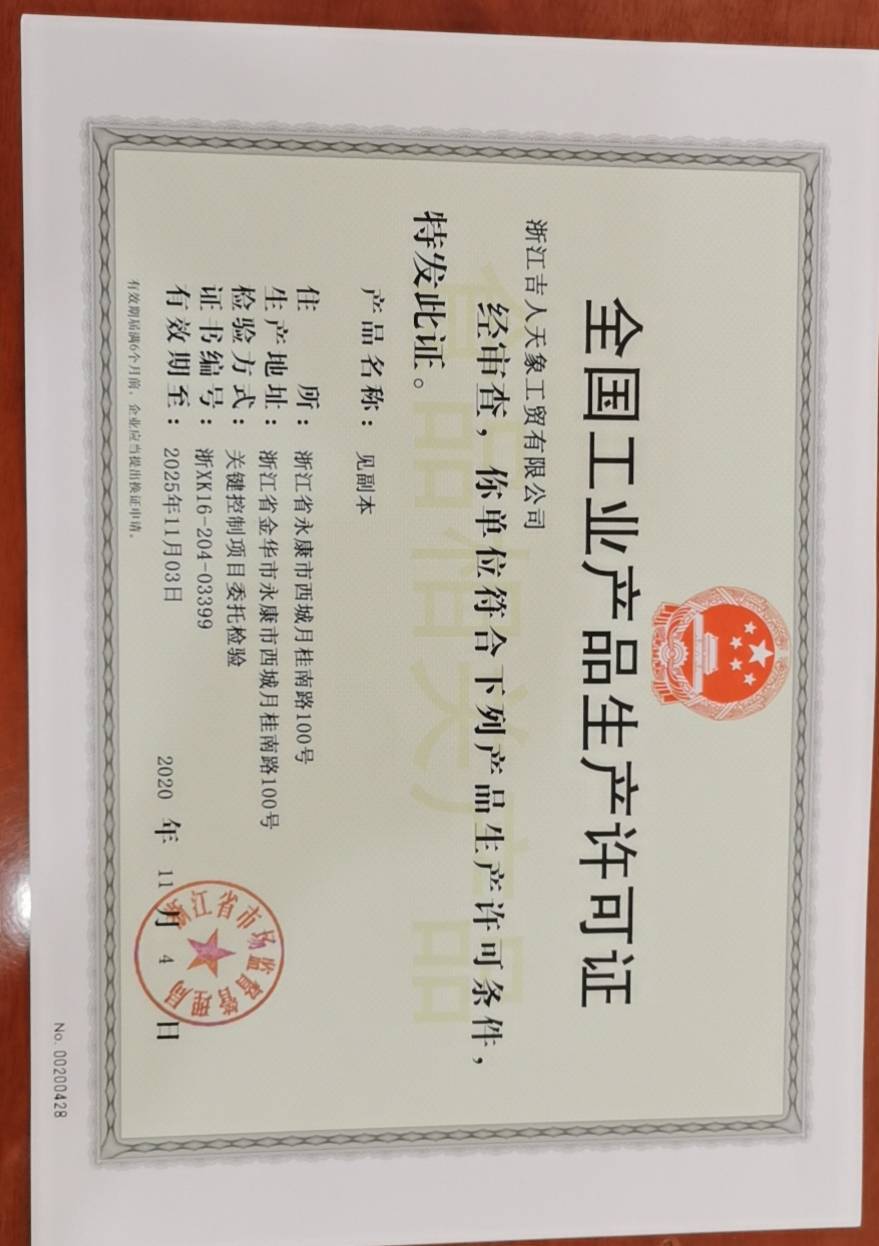 全国工业产品生产许可证
浙江吉人天象工贸有限公司
经审查，你单位符合下列产品生产许可条件，
特发此证。
产品名称：见副本
住所：浙江省永康市西城月桂南路100号
生产地址：浙江省金华市永康市西城月桂南路100号
检验方式：关键控制项目委托检验
证书编号：浙XK16-204-03399
有效期至：2025年11月03日
2020 年 11 月 4 日
浙江省市场监督管理局
有效期届满6个月前，企业应当提出换证申请。
No. 00200428
食品相关产品